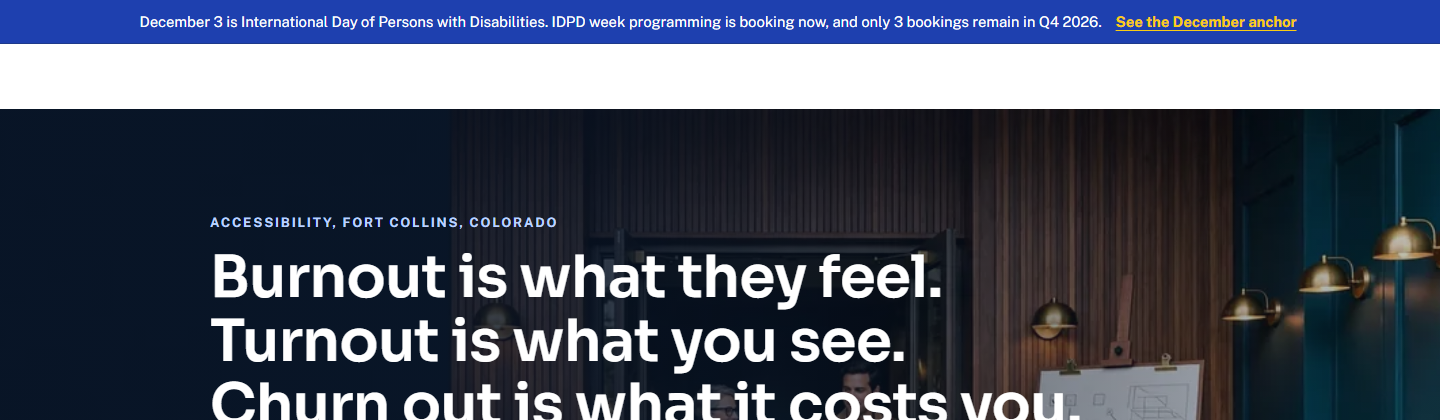 December 3 is International Day of Persons with Disabilities. IDPD week programming is booking now, and only 3 bookings remain in Q4 2026. See the December anchor
ACCESSIBILITY, FORT COLLINS, COLORADO
Burnout is what they feel.
Turnout is what you see.
Churn out is what it costs you.